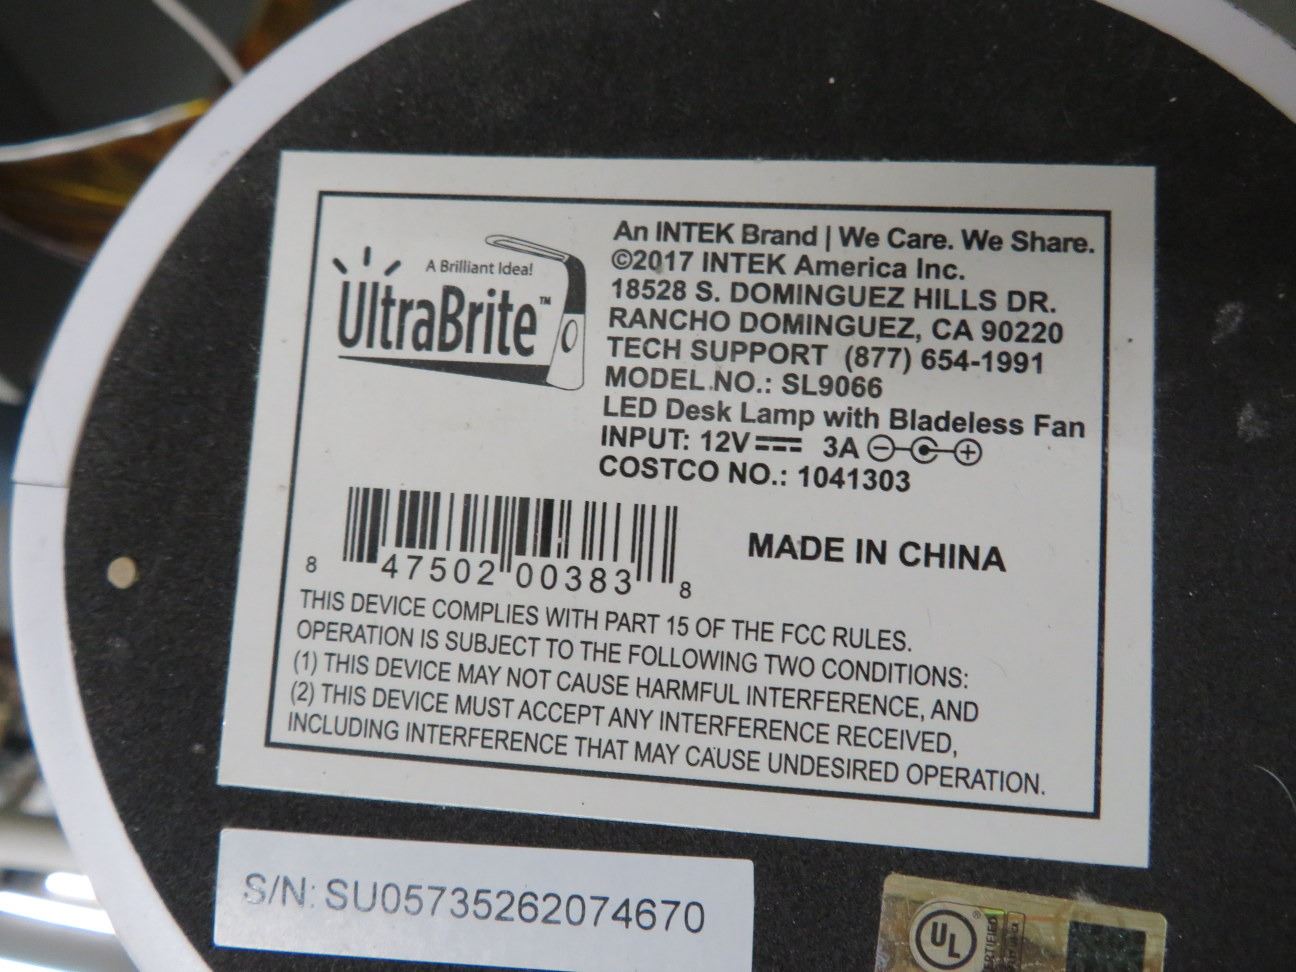 A Brilliant Idea!
UltraBrite™
An INTEK Brand | We Care. We Share.
©2017 INTEK America Inc.
18528 S. DOMINGUEZ HILLS DR.
RANCHO DOMINGUEZ, CA 90220
TECH SUPPORT (877) 654-1991
MODEL NO.: SL9066
LED Desk Lamp with Bladeless Fan
INPUT: 12V 3A
COSTCO NO.: 1041303
8 47502 00383 8
MADE IN CHINA
THIS DEVICE COMPLIES WITH PART 15 OF THE FCC RULES.
OPERATION IS SUBJECT TO THE FOLLOWING TWO CONDITIONS:
(1) THIS DEVICE MAY NOT CAUSE HARMFUL INTERFERENCE, AND
(2) THIS DEVICE MUST ACCEPT ANY INTERFERENCE RECEIVED,
INCLUDING INTERFERENCE THAT MAY CAUSE UNDESIRED OPERATION.
S/N: SU05735262074670
UL®